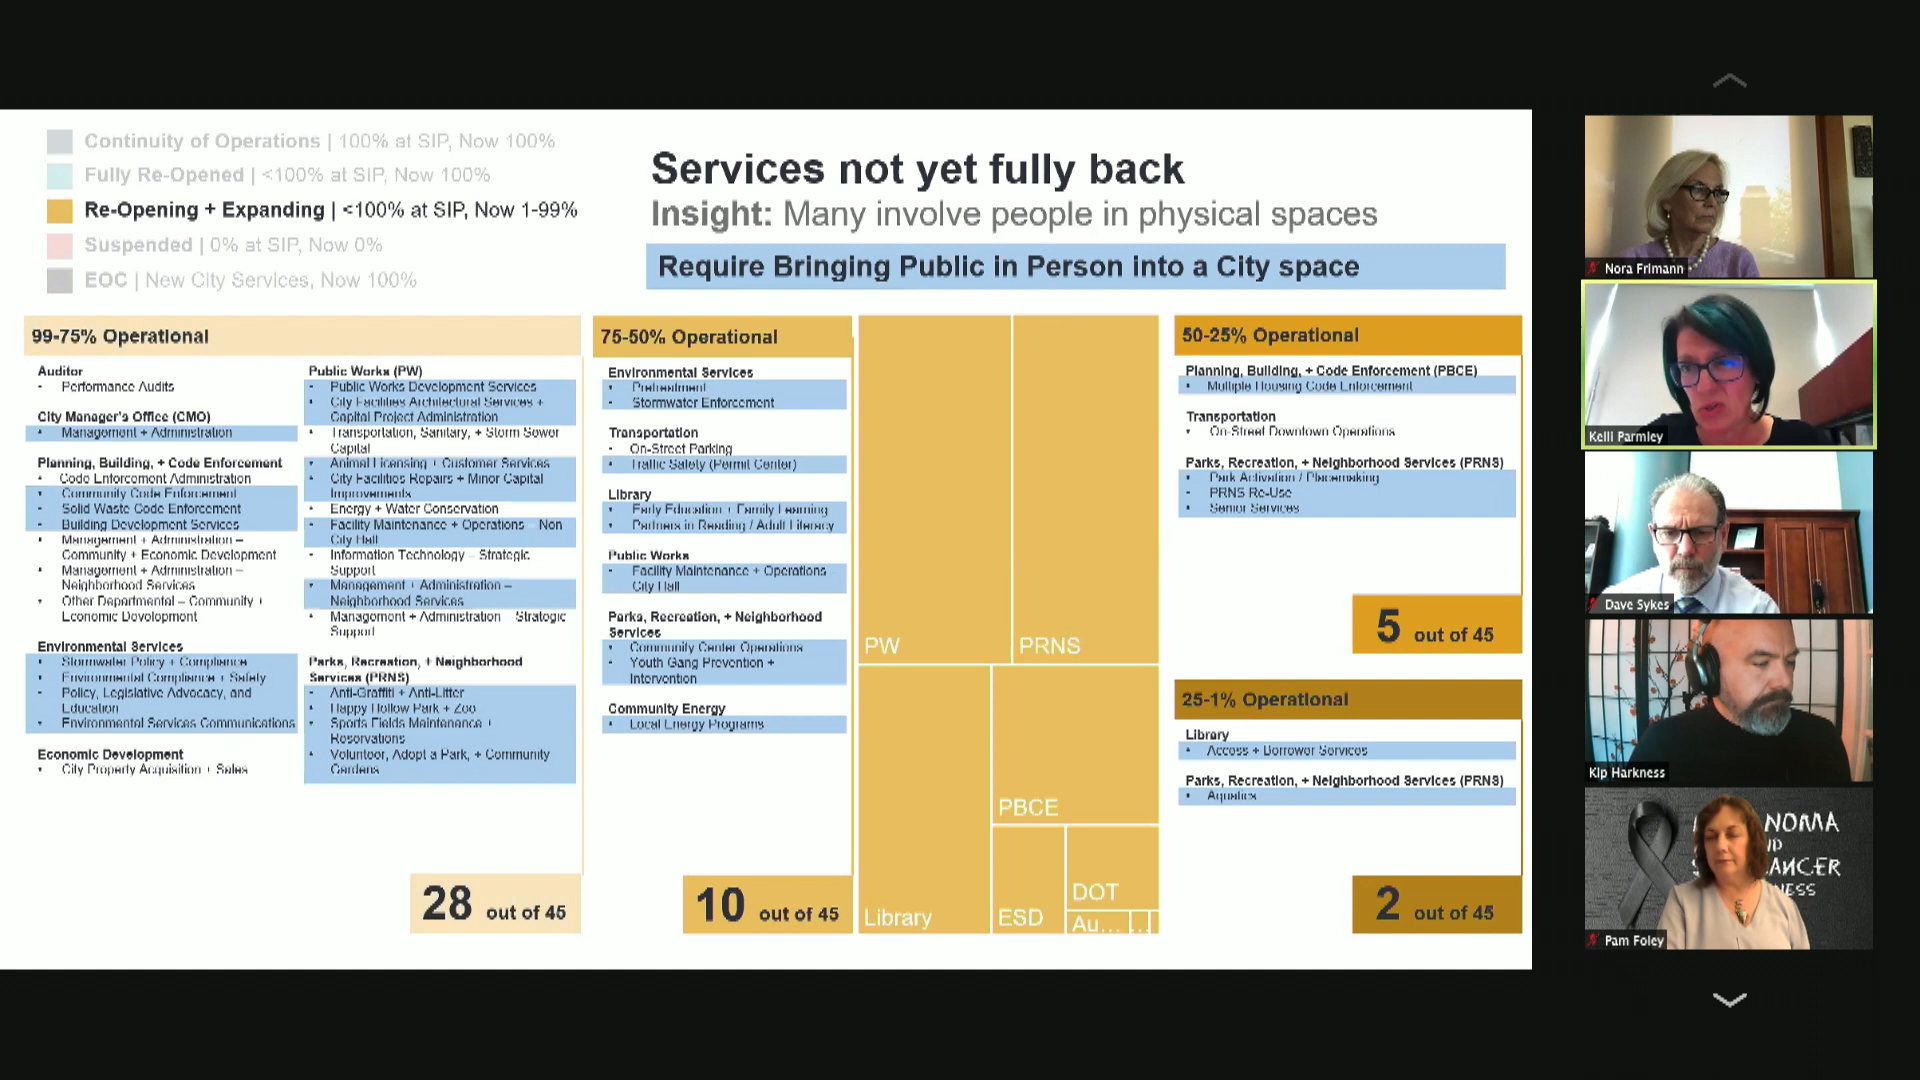 Continuity of Operations | 100% at SIP, Now 100%
Fully Re-Opened | <100% at SIP, Now 100%
Re-Opening + Expanding | <100% at SIP, Now 1-99%
Suspended | 0% at SIP, Now 0%
EOC | New City Services, Now 100%
Services not yet fully back
Insight: Many involve people in physical spaces
Require Bringing Public in Person into a City space
99-75% Operational
Auditor
- Performance Audits
City Manager's Office (CMO)
• Management + Administration
Planning, Building, + Code Enforcement
• Code Enforcement Administration
• Community Code Enforcement
• Solid Waste Code Enforcement
• Building Development Services
• Management + Administration –
Community + Economic Development
• Management + Administration –
Neighborhood Services
• Other Departmental – Community +
Economic Development
Environmental Services
• Stormwater Policy + Compliance
• Environmental Compliance + Safety
- Policy, Legislative Advocacy, and
Education
• Environmental Services Communications
Economic Development
• City Property Acquisition + Sales
Public Works (PW)
- Public Works Development Services
• City Facilities Architectural Services +
Capital Project Administration
- Transportation, Sanitary, + Storm Sewer
Capital
• Animal Licensing + Customer Services
• City Facilities Repairs + Minor Capital
Improvements
• Energy + Water Conservation
• Facility Maintenance + Operations – Non
City Hall
- Information Technology – Strategic
Support
• Management + Administration –
Neighborhood Services
• Management + Administration – Strategic
Support
Parks, Recreation, + Neighborhood
Services (PRNS)
- Anti-Graffiti + Anti-Litter
• Happy Hollow Park + Zoo
• Sports Fields Maintenance +
Reservations
• Volunteer, Adopt a Park, + Community
Gardens
28 out of 45
75-50% Operational
Environmental Services
• Pretreatment
- Stormwater Enforcement
Transportation
- On-Street Parking
• Traffic Safety (Permit Center)
Library
• Early Education + Family Learning
• Partners in Reading / Adult Literacy
Public Works
- Facility Maintenance + Operations
City Hall
Parks, Recreation, + Neighborhood
Services
• Community Center Operations
- Youth Gang Prevention +
Intervention
Community Energy
• Local Energy Programs
10 out of 45
PW
PRNS
Library
PBCE
ESD
DOT
Au...
...
50-25% Operational
Planning, Building, + Code Enforcement (PBCE)
• Multiple Housing Code Enforcement
Transportation
• On-Street Downtown Operations
Parks, Recreation, + Neighborhood Services (PRNS)
• Park Activation / Placemaking
- PRNS Re-Use
• Senior Services
5 out of 45
25-1% Operational
Library
• Access + Borrower Services
Parks, Recreation, + Neighborhood Services (PRNS)
• Aquatics
2 out of 45
Nora Frimann
Kelli Parmley
Dave Sykes
Kip Harkness
Pam Foley